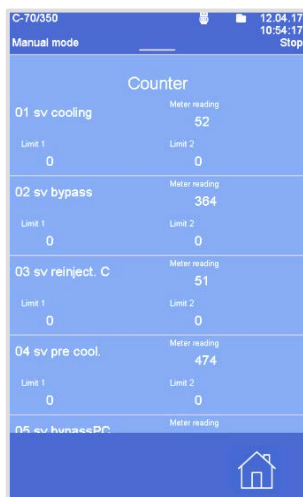 C-70/350 12.04.17
10:54:17
Manual mode Stop
Counter
01 sv cooling Meter reading
52
Limit 1 Limit 2
0 0
02 sv bypass Meter reading
364
Limit 1 Limit 2
0 0
03 sv reinject. C Meter reading
51
Limit 1 Limit 2
0 0
04 sv pre cool. Meter reading
474
Limit 1 Limit 2
0 0
05 sv bypassPC Meter reading